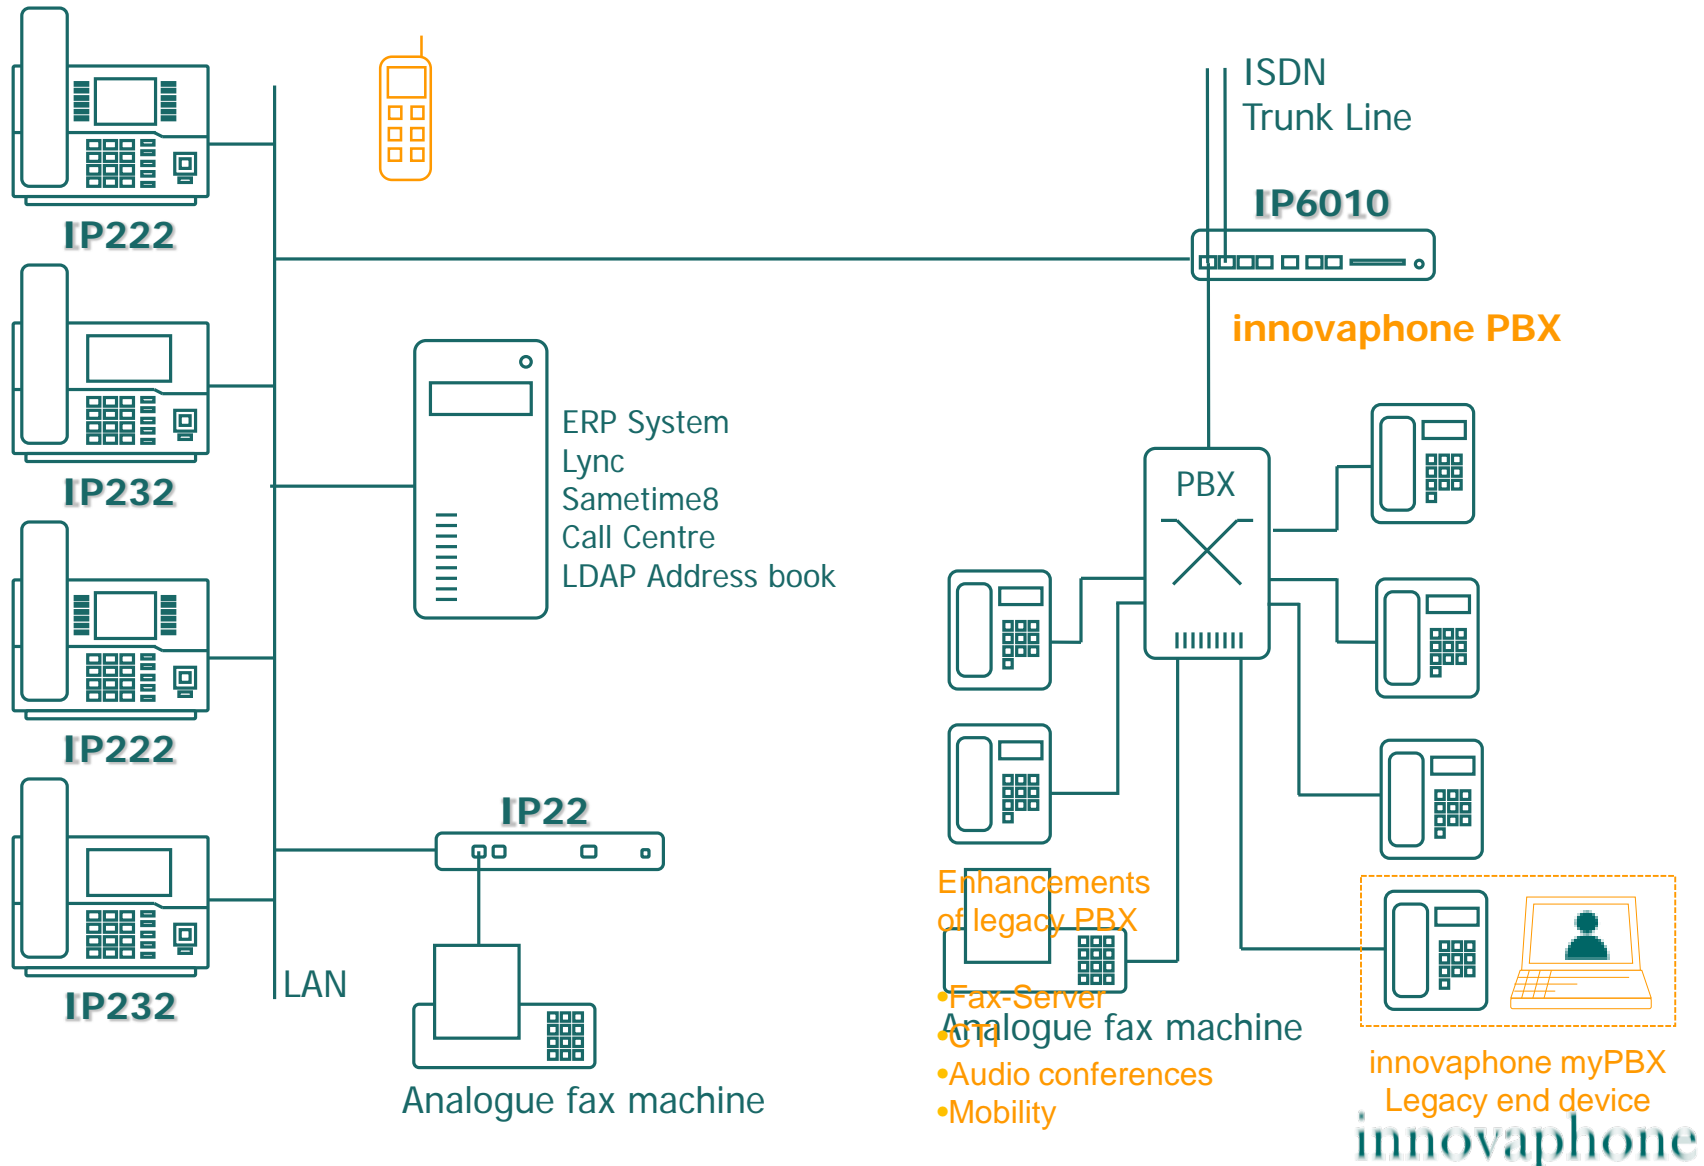 ISDN
Trunk Line
IP6010
IP222
innovaphone PBX
ERP System
Lync
Sametime8
Call Centre
LDAP Address book
PBX
IP232
IP222
IP22
Enhancements
of legacy PBX
•Fax-Server
•CTI
•Audio conferences
•Mobility
LAN
IP232
Analogue fax machine
Analogue fax machine
innovaphone myPBX
Legacy end device
innovaphone